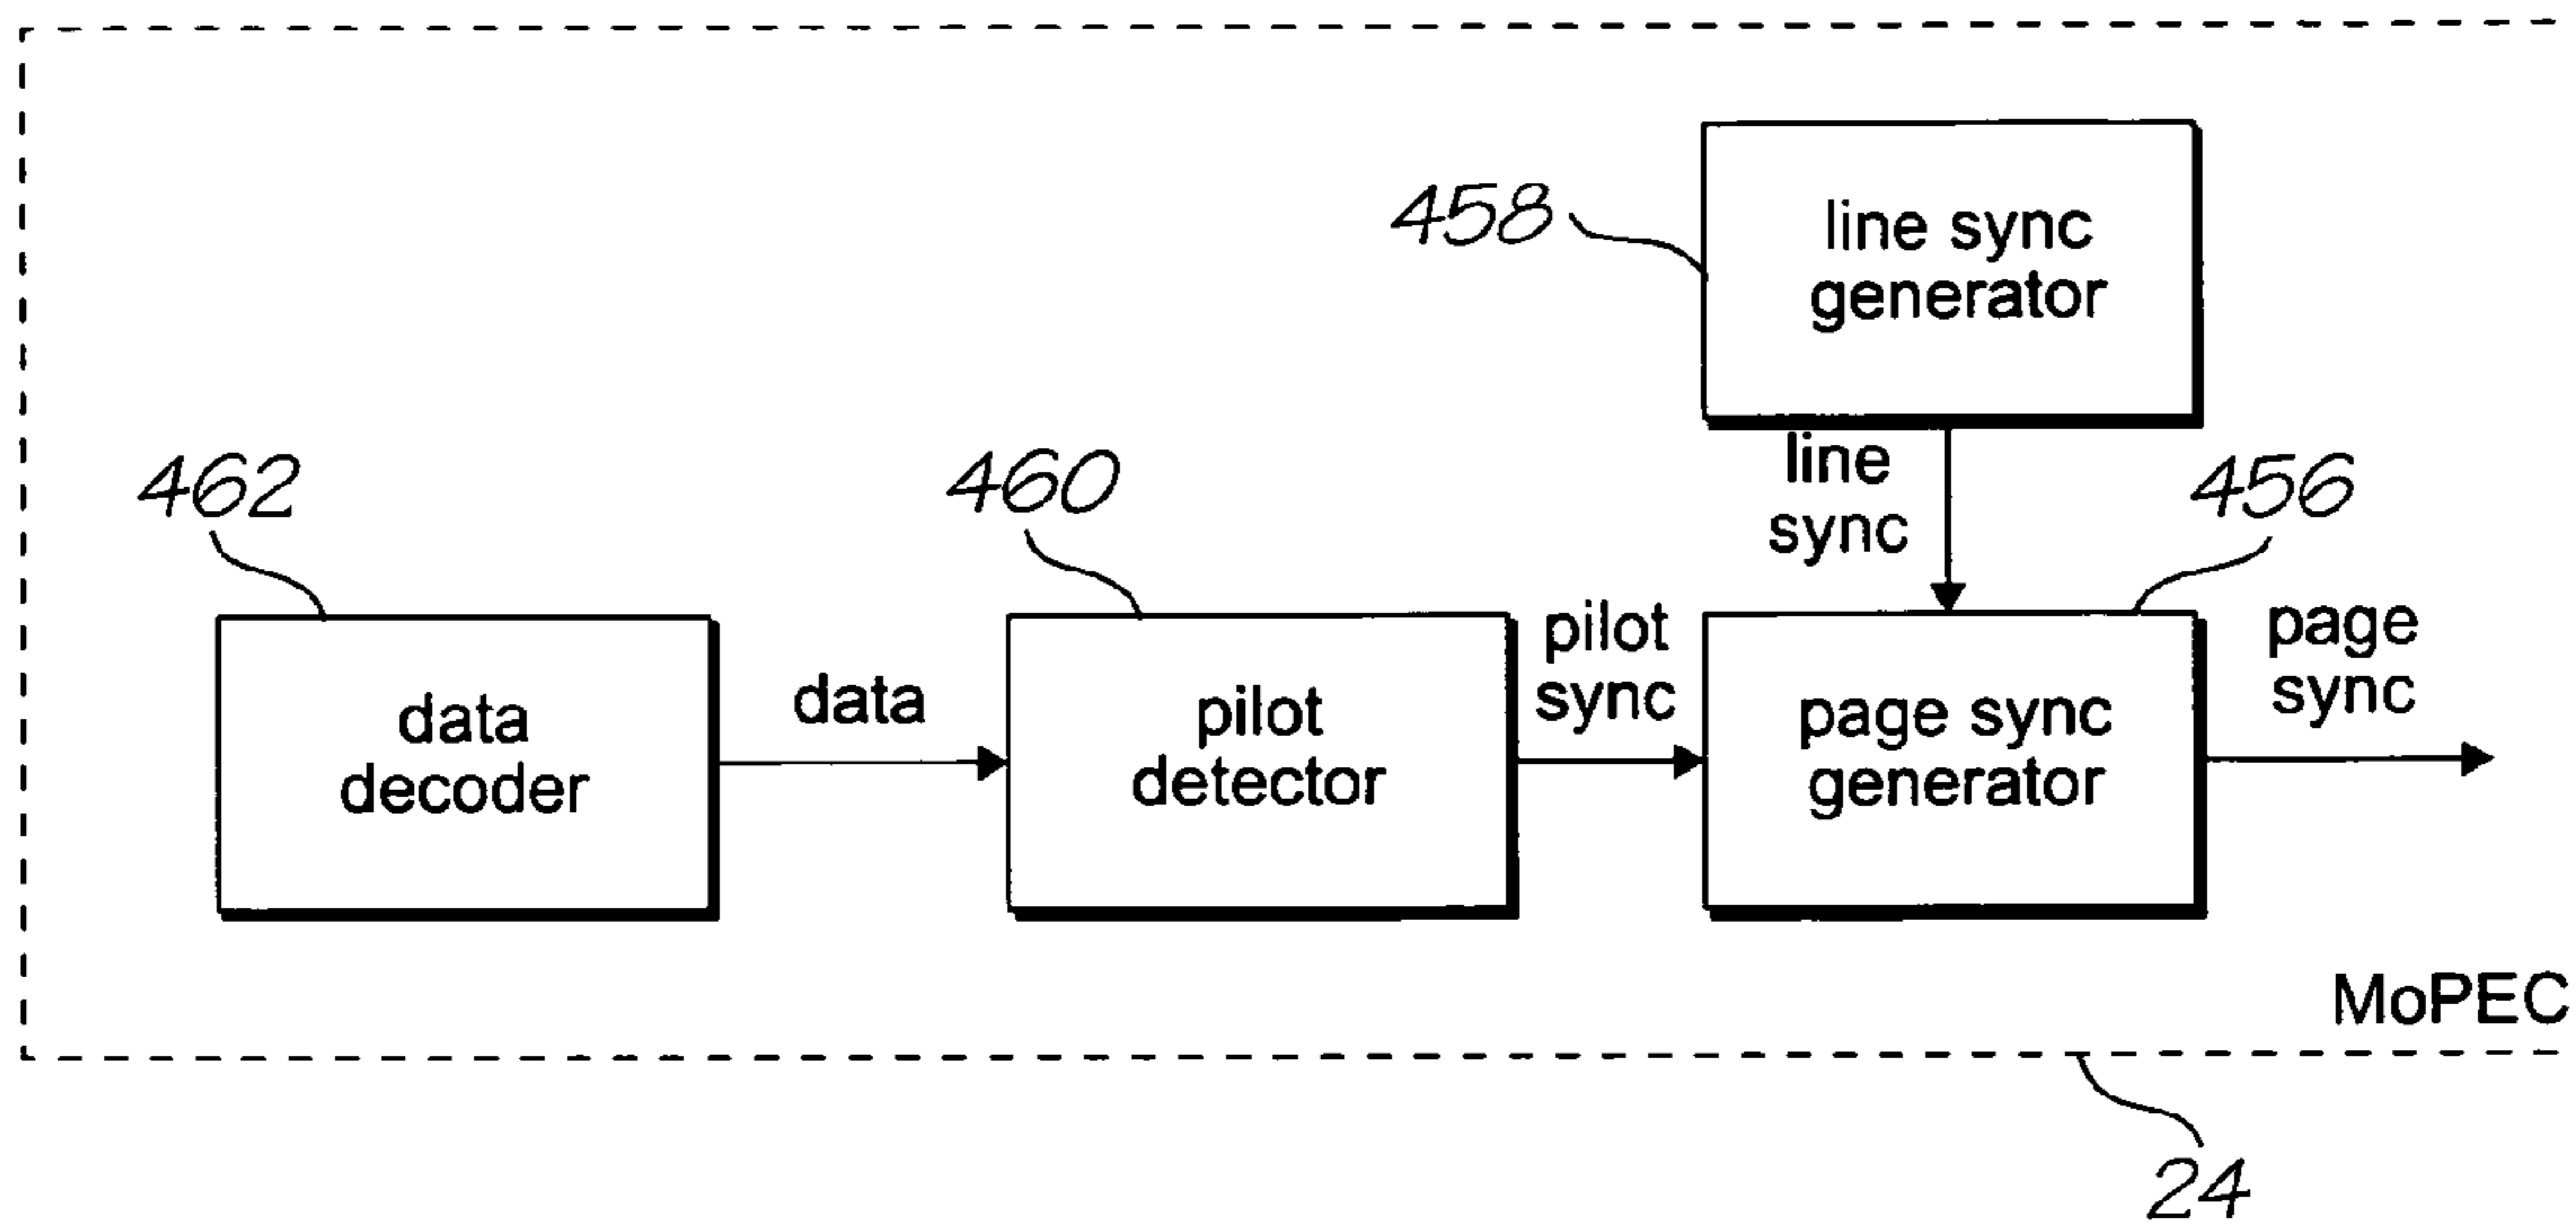 458
line sync
generator
line
sync
462
460
456
data
decoder
data
pilot
detector
pilot
sync
page sync
generator
page
sync
MoPEC
24